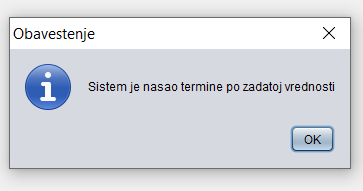 Obavestenje
Sistem je nasao termine po zadatoj vrednosti
OK